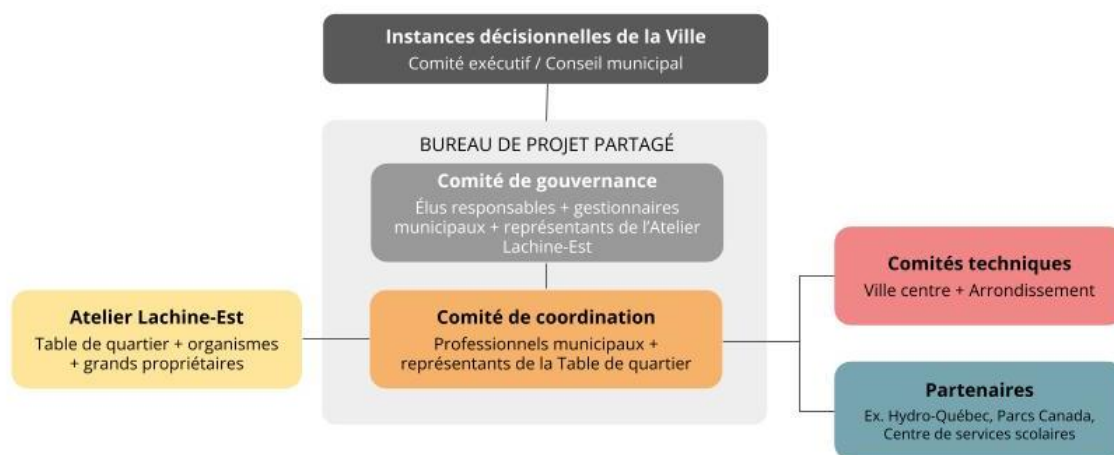 Instances décisionnelles de la Ville
Comité exécutif / Conseil municipal
BUREAU DE PROJET PARTAGÉ
Comité de gouvernance
Élus responsables + gestionnaires
municipaux + représentants de l'Atelier
Lachine-Est
Atelier Lachine-Est
Table de quartier + organismes
+ grands propriétaires
Comité de coordination
Professionnels municipaux +
représentants de la Table de quartier
Comités techniques
Ville centre + Arrondissement
Partenaires
Ex. Hydro-Québec, Parcs Canada,
Centre de services scolaires